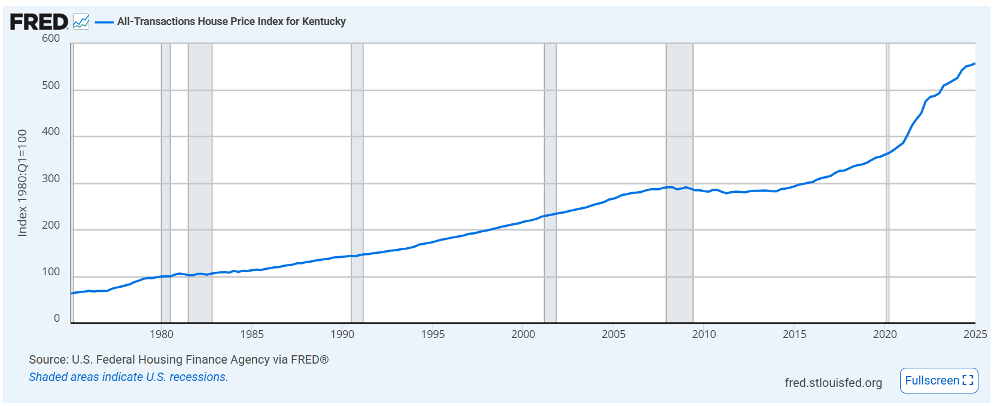 FRED® All-Transactions House Price Index for Kentucky
600
500
400
300
200
100
0
Index 1980:Q1=100
1980 1985 1990 1995 2000 2005 2010 2015 2020 2025
Source: U.S. Federal Housing Finance Agency via FRED®
Shaded areas indicate U.S. recessions.
fred.stlouisfed.org Fullscreen